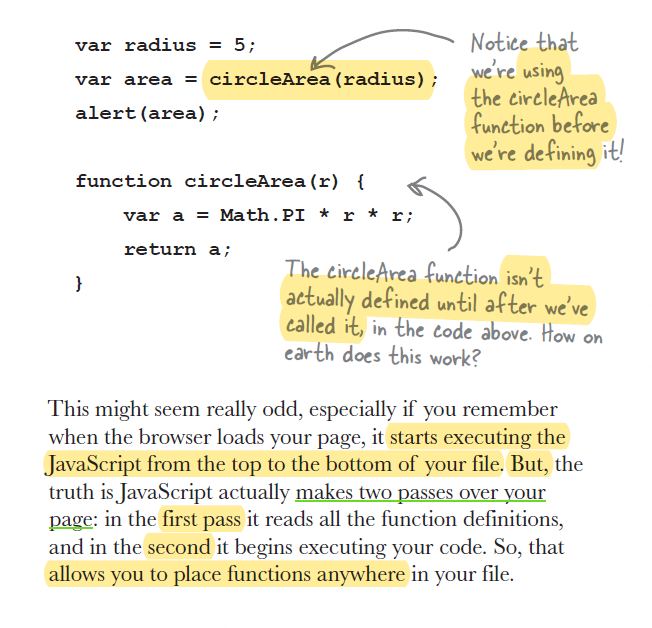 var radius = 5;
var area = circleArea(radius);
alert(area);
Notice that
we're using
the circleArea
function before
we're defining it!
function circleArea(r) {
    var a = Math.PI * r * r;
    return a;
}
The circleArea function isn't
actually defined until after we've
called it, in the code above. How on
earth does this work?
This might seem really odd, especially if you remember
when the browser loads your page, it starts executing the
JavaScript from the top to the bottom of your file. But, the
truth is JavaScript actually makes two passes over your
page: in the first pass it reads all the function definitions,
and in the second it begins executing your code. So, that
allows you to place functions anywhere in your file.